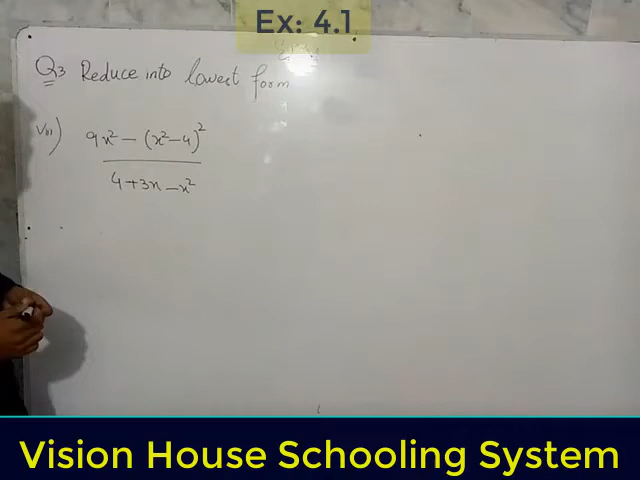 Ex: 4.1
Q3 Reduce into lowest form
vii) 9x² – (x²–4)²
4+3x–x²
Vision House Schooling System